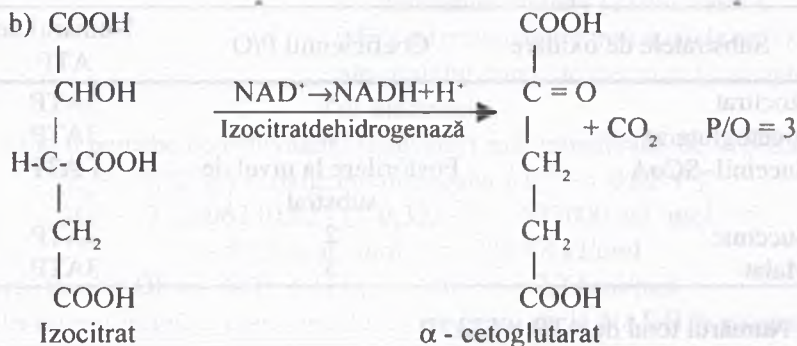 b) COOH
CHOH
H-C- COOH
CH₂
COOH
Izocitrat
NAD⁺→NADH+H⁺
Izocitratdehidrogenază
COOH
C = O
+ CO₂ P/O = 3
CH₂
CH₂
COOH
α - cetoglutarat